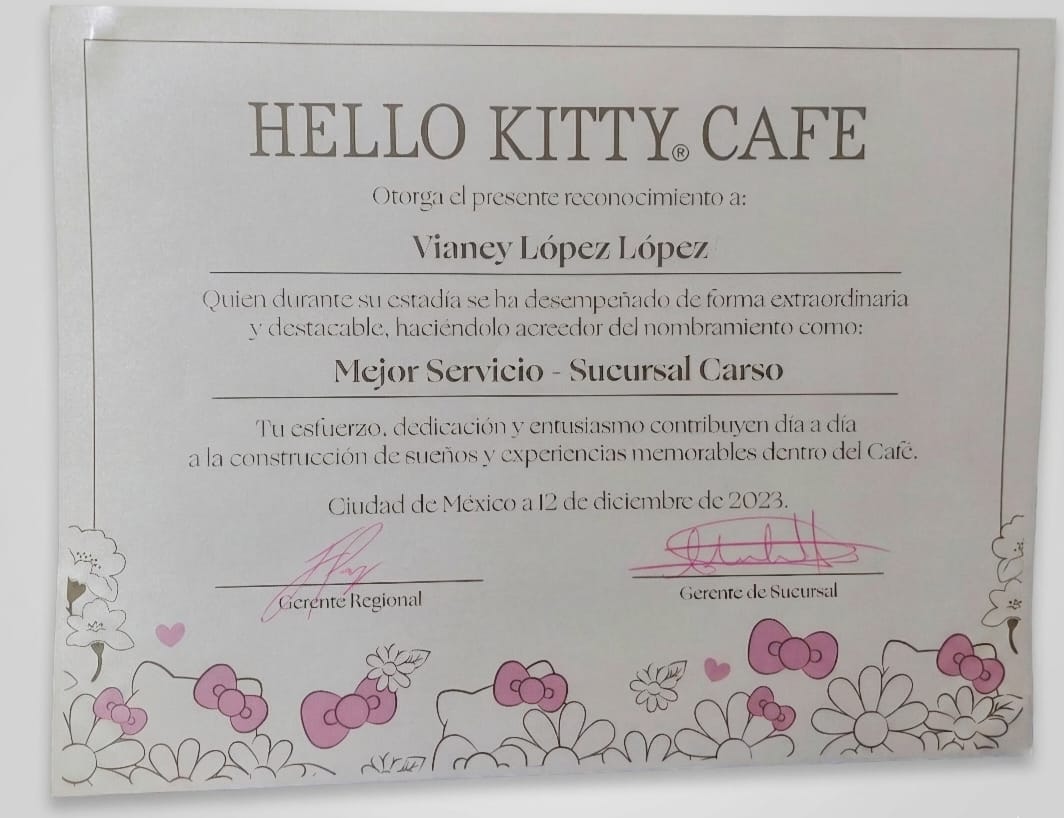 HELLO KITTY® CAFE
Otorga el presente reconocimiento a:
Vianey López López
Quien durante su estadía se ha desempeñado de forma extraordinaria
y destacable, haciéndolo acreedor del nombramiento como:
Mejor Servicio - Sucursal Carso
Tu esfuerzo, dedicación y entusiasmo contribuyen día a día
a la construcción de sueños y experiencias memorables dentro del Café.
Ciudad de México a 12 de diciembre de 2023.
Gerente Regional
Gerente de Sucursal